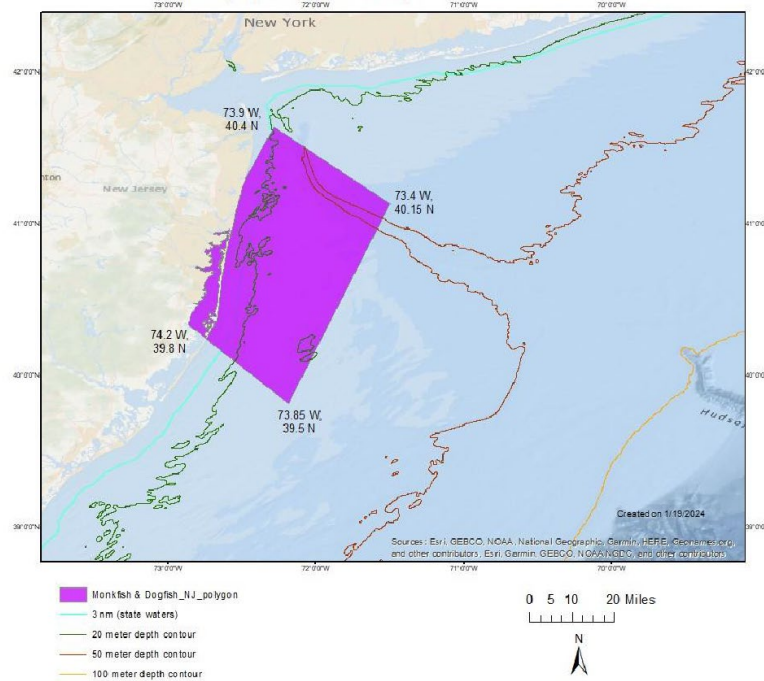 73°0'0"W
72°0'0"W
71°0'0"W
70°0'0"W
New York
42°0'0"N
42°0'0"N
73.9 W,
40.4 N
New Jersey
73.4 W,
40.15 N
41°0'0"N
41°0'0"N
74.2 W,
39.8 N
40°0'0"N
40°0'0"N
73.85 W,
39.5 N
39°0'0"N
39°0'0"N
Created on 1/19/2024
Sources: Esri, GEBCO, NOAA, National Geographic, Garmin, HERE, Geonames.org,
and other contributors, Esri, Garmin, GEBCO, NOAA NGDC, and other contributors
73°0'0"W
72°0'0"W
71°0'0"W
70°0'0"W
Monkfish & Dogfish_NJ_polygon
3 nm (state waters)
20 meter depth contour
50 meter depth contour
100 meter depth contour
0 5 10 20 Miles
N